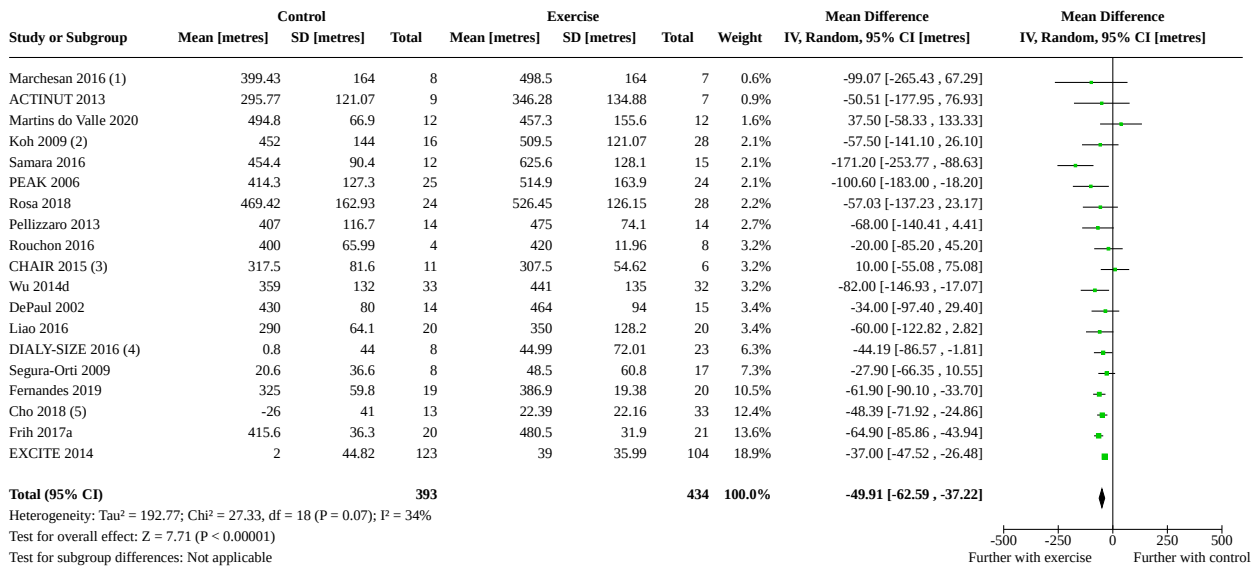 Control Exercise Mean Difference Mean Difference
Study or Subgroup Mean [metres] SD [metres] Total Mean [metres] SD [metres] Total Weight IV, Random, 95% CI [metres] IV, Random, 95% CI [metres]
Marchesan 2016 (1) 399.43 164 8 498.5 164 7 0.6% -99.07 [-265.43 , 67.29]
ACTINUT 2013 295.77 121.07 9 346.28 134.88 7 0.9% -50.51 [-177.95 , 76.93]
Martins do Valle 2020 494.8 66.9 12 457.3 155.6 12 1.6% 37.50 [-58.33 , 133.33]
Koh 2009 (2) 452 144 16 509.5 121.07 28 2.1% -57.50 [-141.10 , 26.10]
Samara 2016 454.4 90.4 12 625.6 128.1 15 2.1% -171.20 [-253.77 , -88.63]
PEAK 2006 414.3 127.3 25 514.9 163.9 24 2.1% -100.60 [-183.00 , -18.20]
Rosa 2018 469.42 162.93 24 526.45 126.15 28 2.2% -57.03 [-137.23 , 23.17]
Pellizzaro 2013 407 116.7 14 475 74.1 14 2.7% -68.00 [-140.41 , 4.41]
Rouchon 2016 400 65.99 4 420 11.96 8 3.2% -20.00 [-85.20 , 45.20]
CHAIR 2015 (3) 317.5 81.6 11 307.5 54.62 6 3.2% 10.00 [-55.08 , 75.08]
Wu 2014d 359 132 33 441 135 32 3.2% -82.00 [-146.93 , -17.07]
DePaul 2002 430 80 14 464 94 15 3.4% -34.00 [-97.40 , 29.40]
Liao 2016 290 64.1 20 350 128.2 20 3.4% -60.00 [-122.82 , 2.82]
DIALY-SIZE 2016 (4) 0.8 44 8 44.99 72.01 23 6.3% -44.19 [-86.57 , -1.81]
Segura-Orti 2009 20.6 36.6 8 48.5 60.8 17 7.3% -27.90 [-66.35 , 10.55]
Fernandes 2019 325 59.8 19 386.9 19.38 20 10.5% -61.90 [-90.10 , -33.70]
Cho 2018 (5) -26 41 13 22.39 22.16 33 12.4% -48.39 [-71.92 , -24.86]
Frih 2017a 415.6 36.3 20 480.5 31.9 21 13.6% -64.90 [-85.86 , -43.94]
EXCITE 2014 2 44.82 123 39 35.99 104 18.9% -37.00 [-47.52 , -26.48]
Total (95% CI) 393 434 100.0% -49.91 [-62.59 , -37.22]
Heterogeneity: Tau² = 192.77; Chi² = 27.33, df = 18 (P = 0.07); I² = 34%
Test for overall effect: Z = 7.71 (P < 0.00001)
Test for subgroup differences: Not applicable
-500 -250 0 250 500
Further with exercise Further with control